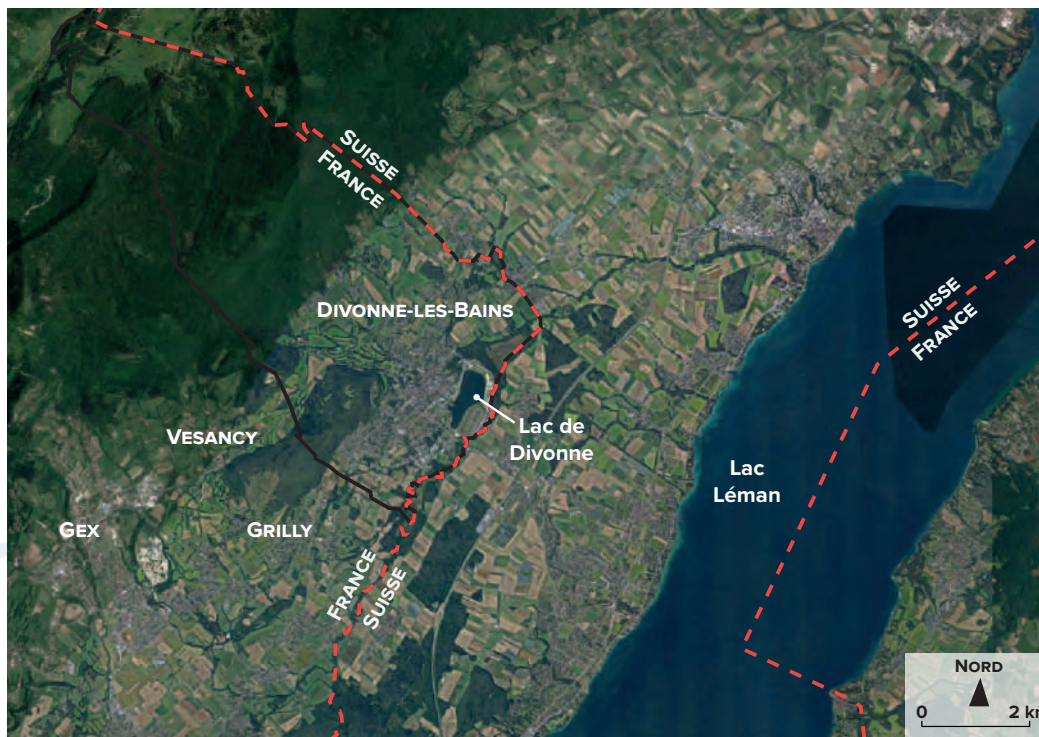 SUISSE
FRANCE
SUISSE
FRANCE
DIVONNE-LES-BAINS
Lac de
Divonne
VESANCY
Lac
Léman
GEX
GRILLY
FRANCE
SUISSE
NORD
0 2 km